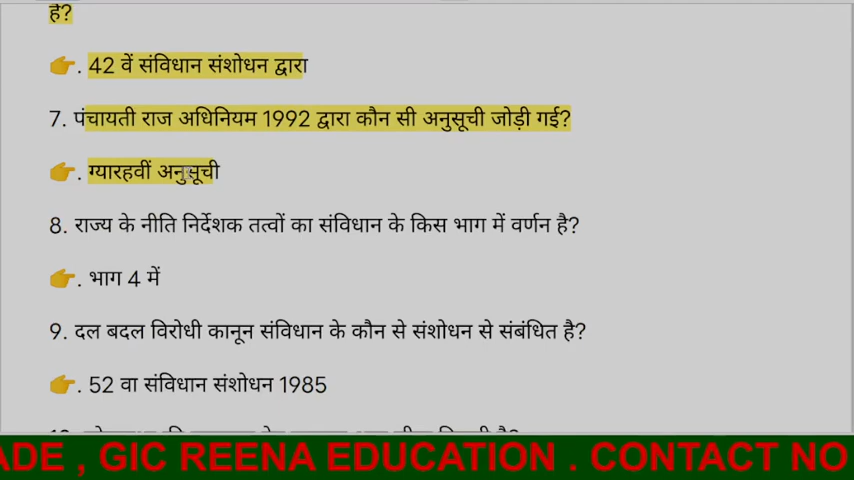 है?
. 42 वें संविधान संशोधन द्वारा
7. पंचायती राज अधिनियम 1992 द्वारा कौन सी अनुसूची जोड़ी गई?
. ग्यारहवीं अनुसूची
8. राज्य के नीति निर्देशक तत्वों का संविधान के किस भाग में वर्णन है?
. भाग 4 में
9. दल बदल विरोधी कानून संविधान के कौन से संशोधन से संबंधित है?
. 52 वा संविधान संशोधन 1985
ADE , GIC REENA EDUCATION . CONTACT NO